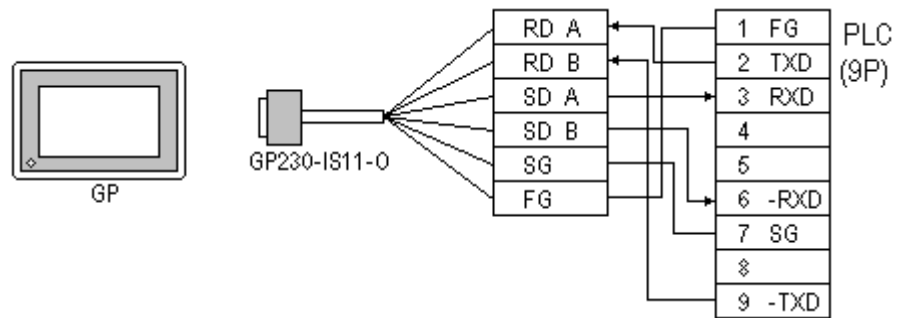 GP
GP230-IS11-O
RD A
RD B
SD A
SD B
SG
FG
1 FG
2 TXD
3 RXD
4
5
6 -RXD
7 SG
8
9 -TXD
PLC
(9P)